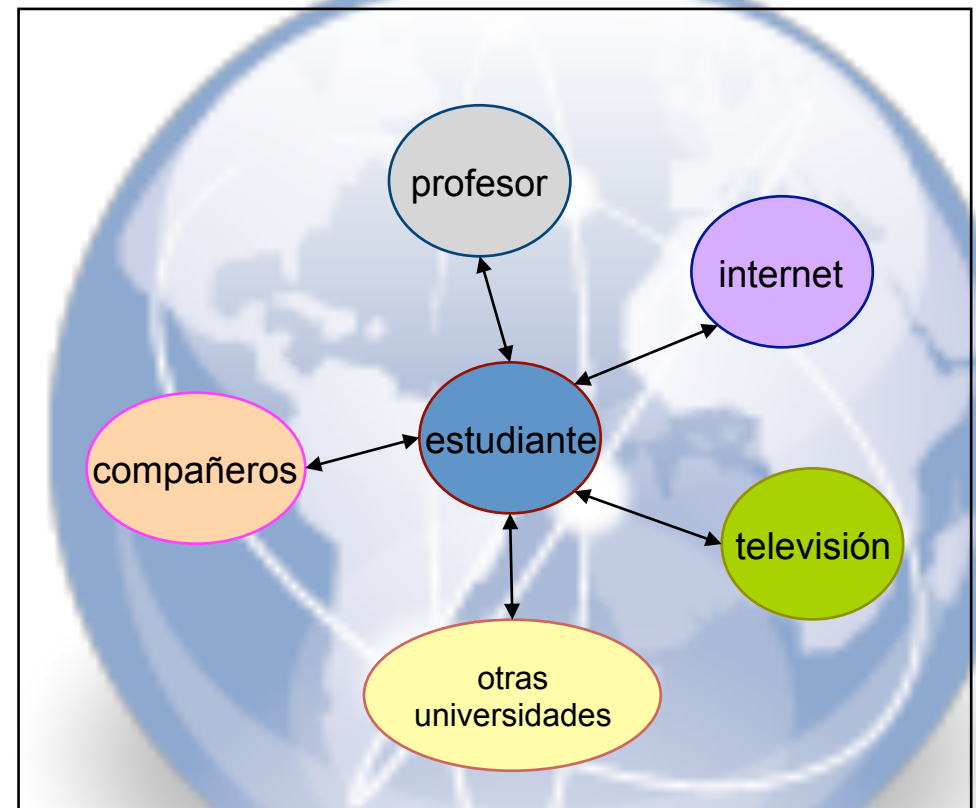 profesor
internet
estudiante
compañeros
televisión
otras
universidades